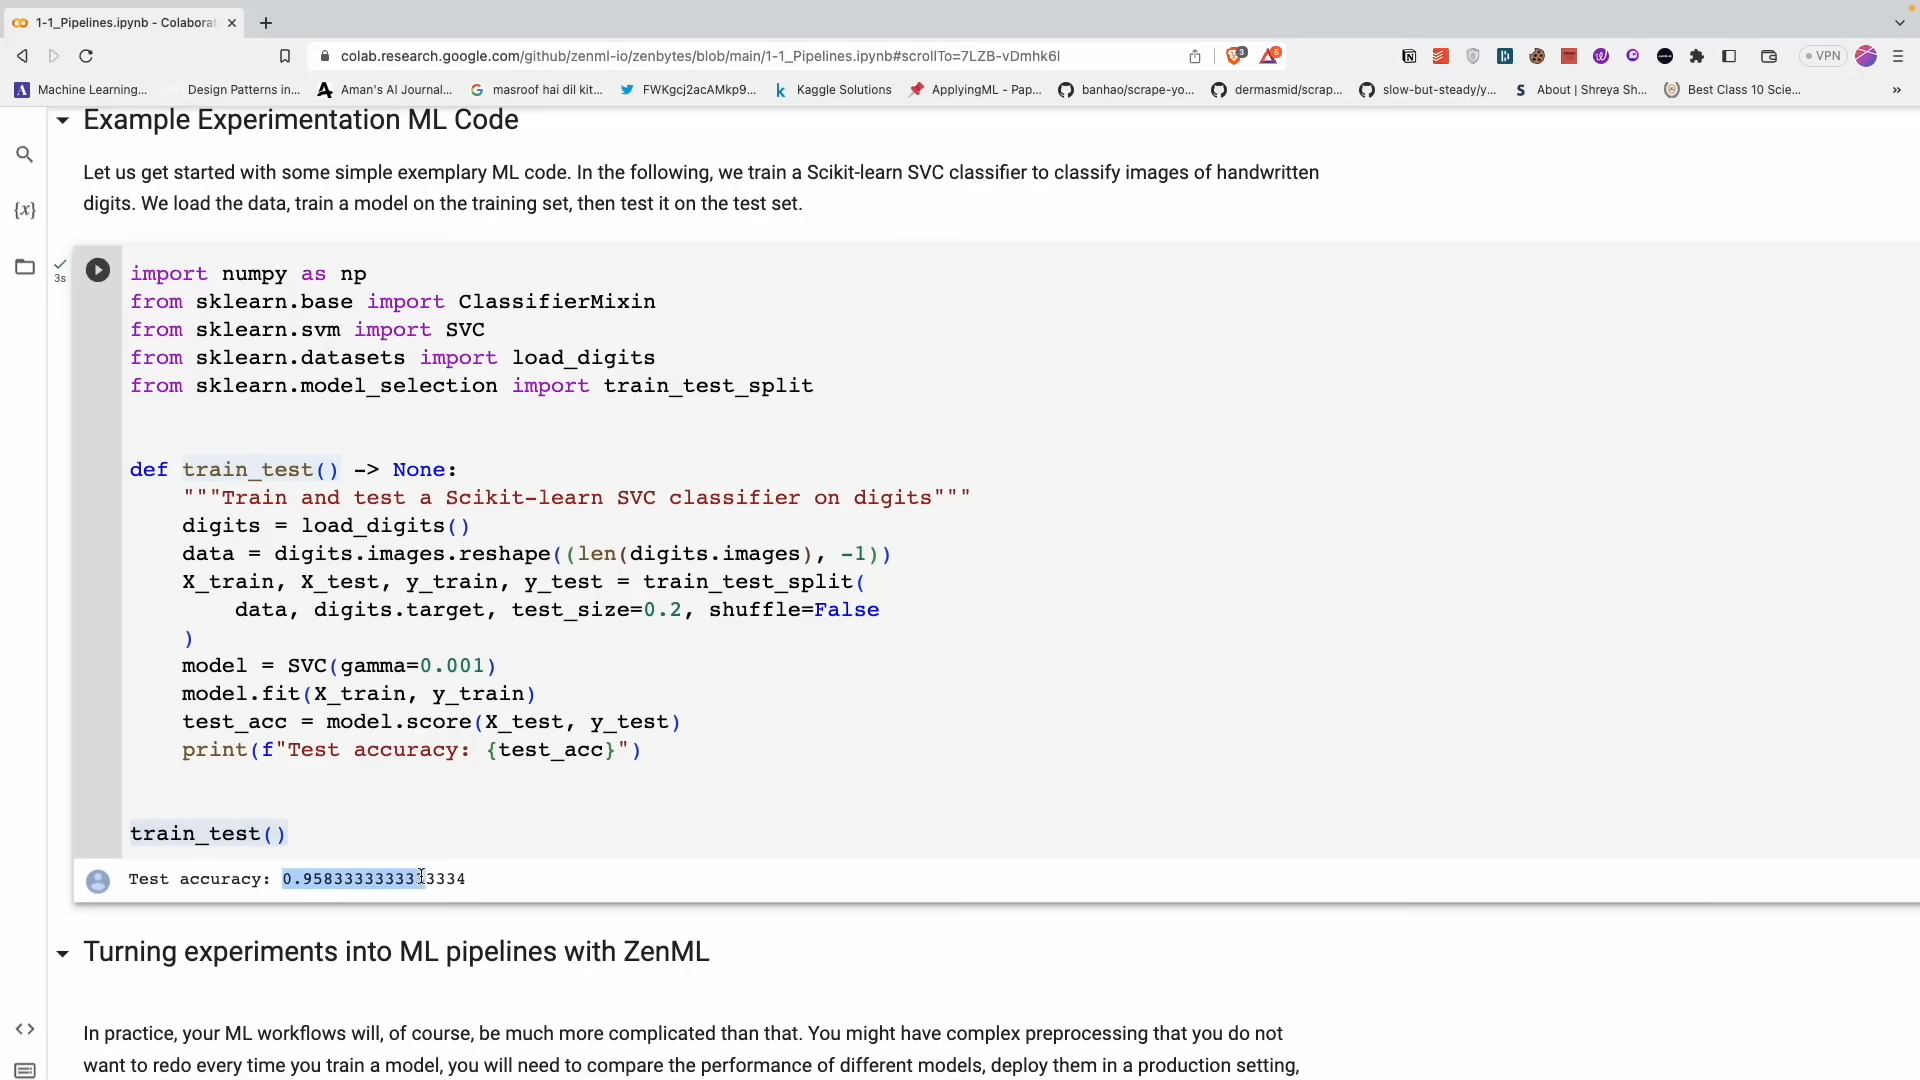 1-1_Pipelines.ipynb - Colaborat
colab.research.google.com/github/zenml-io/zenbytes/blob/main/1-1_Pipelines.ipynb#scrollTo=7LZB-vDmhk6l
3
5
VPN
Machine Learning...
Design Patterns in...
Aman's AI Journal...
masroof hai dil kit...
FWKgcj2acAMkp9...
Kaggle Solutions
ApplyingML - Pap...
banhao/scrape-yo...
dermasmid/scrap...
slow-but-steady/y...
About | Shreya Sh...
Best Class 10 Scie...
»
Example Experimentation ML Code
Let us get started with some simple exemplary ML code. In the following, we train a Scikit-learn SVC classifier to classify images of handwritten
digits. We load the data, train a model on the training set, then test it on the test set.
{x}
3s
import numpy as np
from sklearn.base import ClassifierMixin
from sklearn.svm import SVC
from sklearn.datasets import load_digits
from sklearn.model_selection import train_test_split
def train_test() -> None:
"""Train and test a Scikit-learn SVC classifier on digits"""
digits = load_digits()
data = digits.images.reshape((len(digits.images), -1))
X_train, X_test, y_train, y_test = train_test_split(
data, digits.target, test_size=0.2, shuffle=False
)
model = SVC(gamma=0.001)
model.fit(X_train, y_train)
test_acc = model.score(X_test, y_test)
print(f"Test accuracy: {test_acc}")
train_test()
Test accuracy: 0.9583333333333334
Turning experiments into ML pipelines with ZenML
In practice, your ML workflows will, of course, be much more complicated than that. You might have complex preprocessing that you do not
want to redo every time you train a model, you will need to compare the performance of different models, deploy them in a production setting,